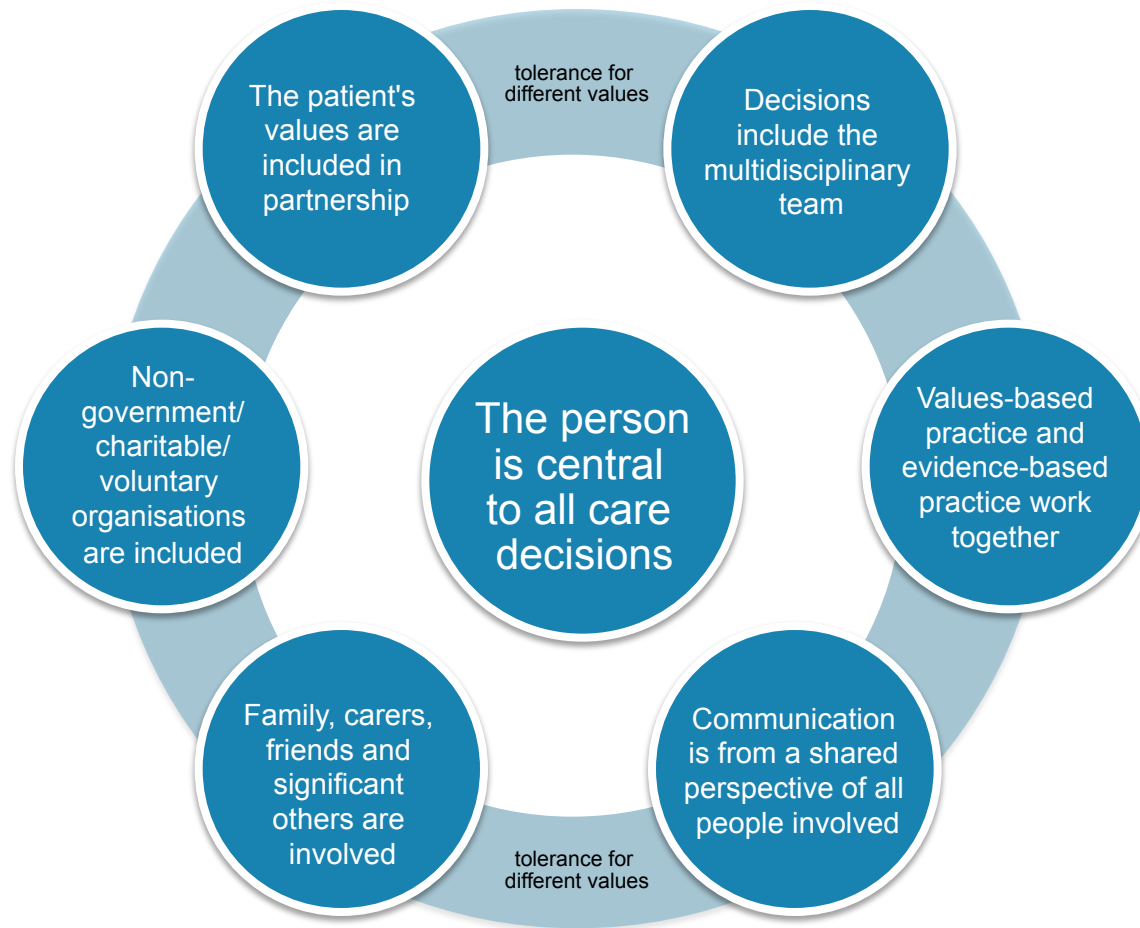 tolerance for
different values
The patient's
values are
included in
partnership
Decisions
include the
multidisciplinary
team
Non-
government/
charitable/
voluntary
organisations
are included
The person
is central
to all care
decisions
Values-based
practice and
evidence-based
practice work
together
Family, carers,
friends and
significant
others are
involved
Communication
is from a shared
perspective of all
people involved
tolerance for
different values